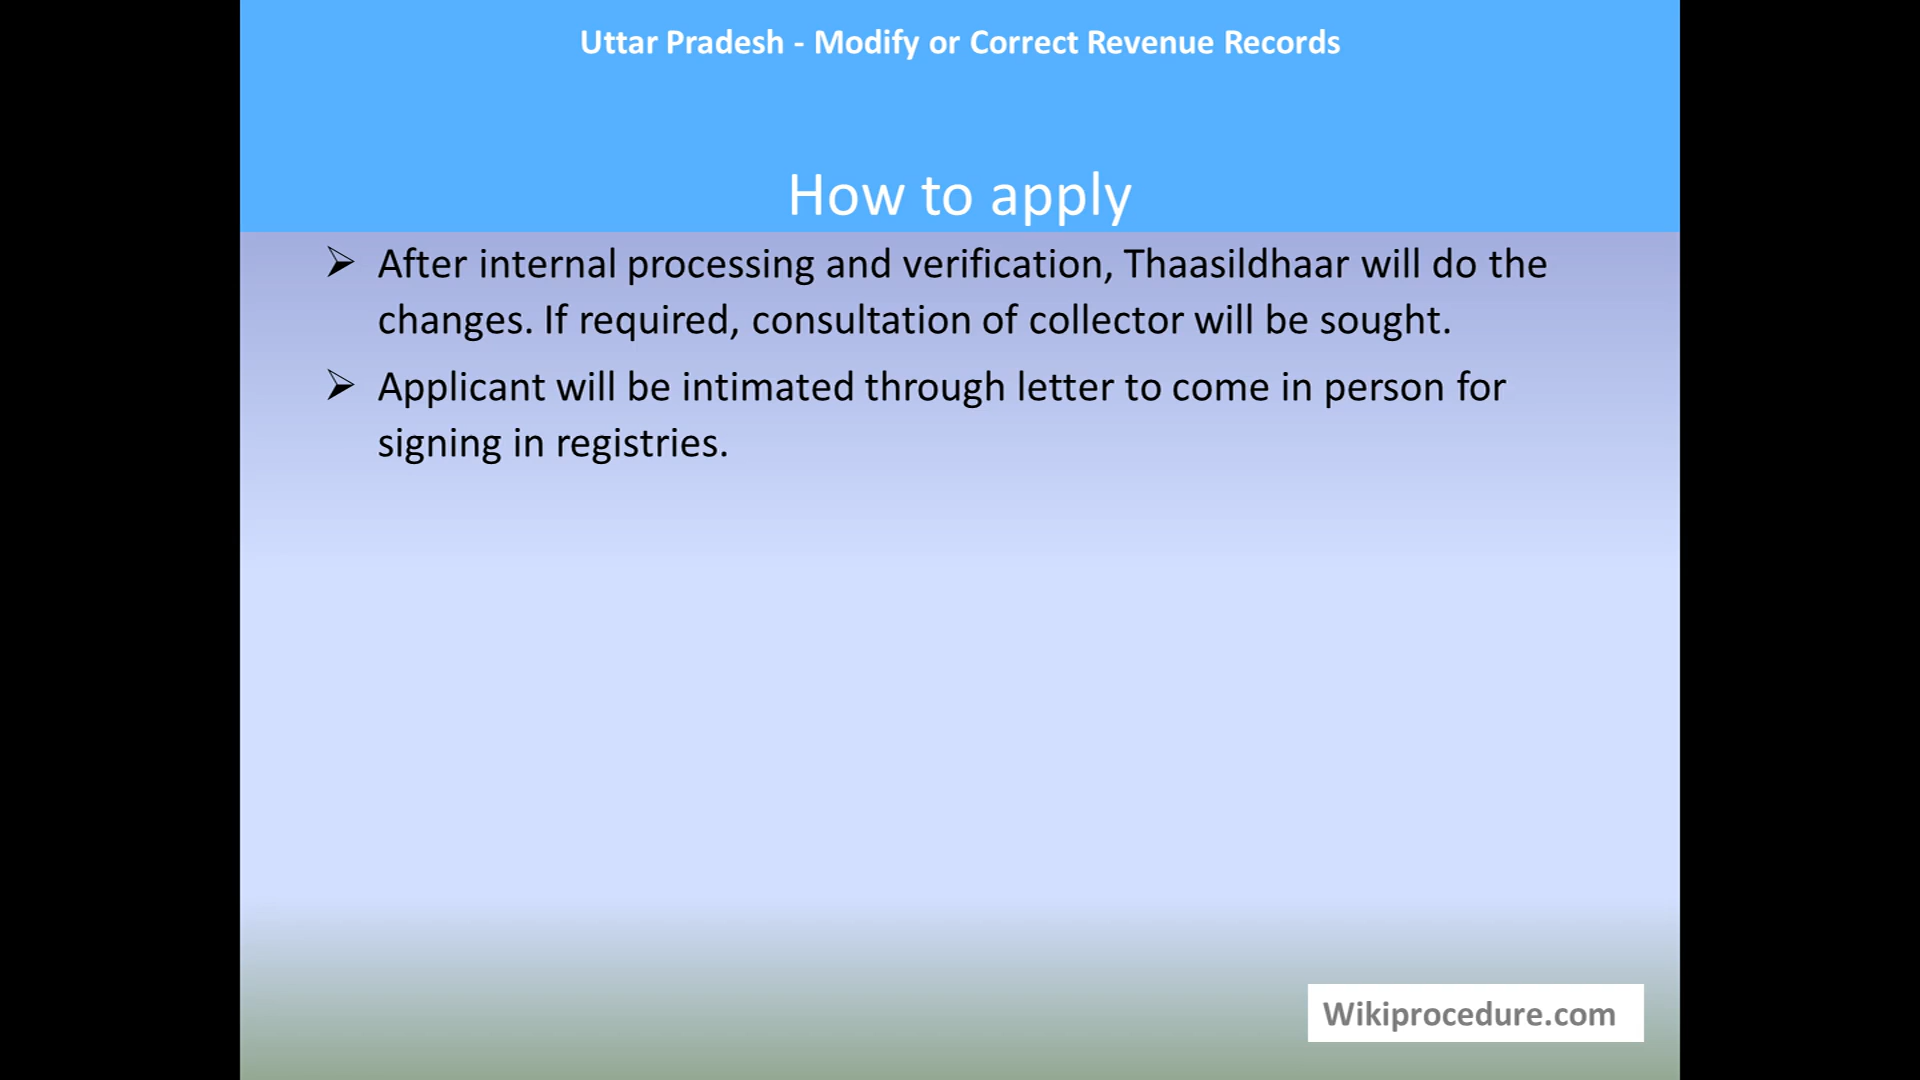 Uttar Pradesh - Modify or Correct Revenue Records
How to apply
After internal processing and verification, Thaasildhaar will do the
changes. If required, consultation of collector will be sought.
Applicant will be intimated through letter to come in person for
signing in registries.
Wikiprocedure.com